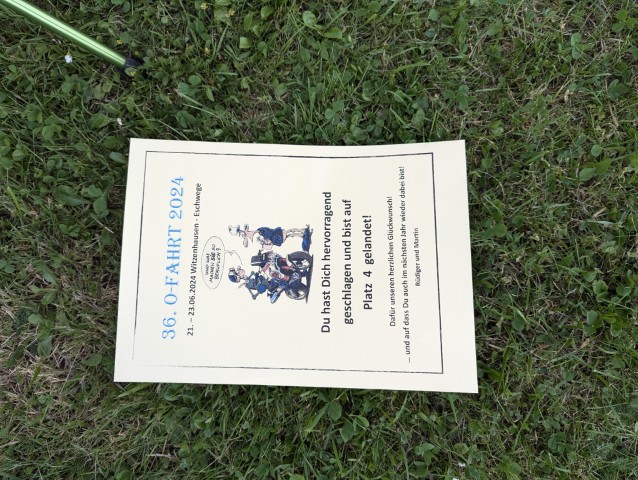 36. O-FAHRT 2024
21. – 23.06.2024 Witzenhausen - Eschwege
Du hast Dich hervorragend
geschlagen und bist auf
Platz 4 gelandet!
Dafür unseren herzlichen Glückwunsch!
... und auf dass Du auch im nächsten Jahr wieder dabei bist!
Rüdiger und Martin